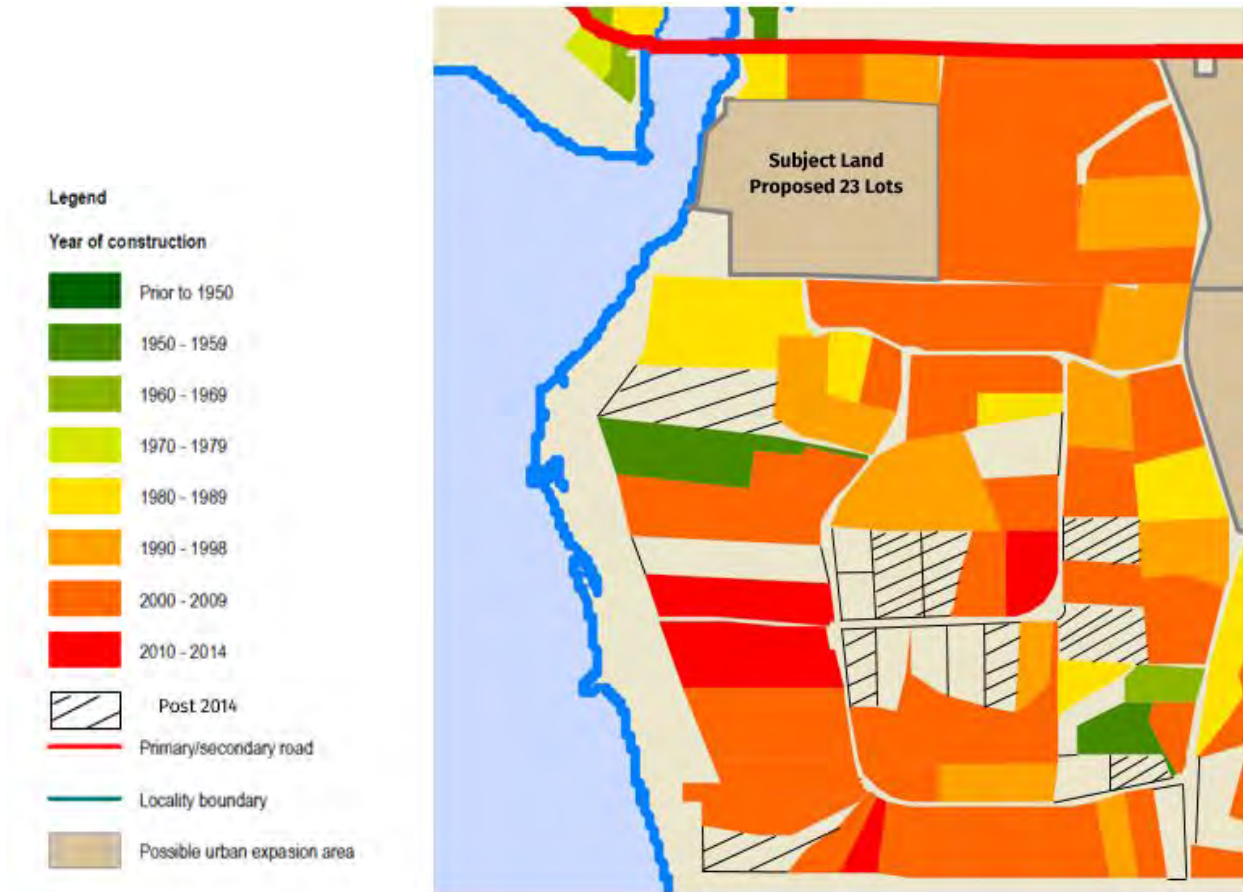 Legend
Year of construction
Prior to 1950
1950 - 1959
1960 - 1969
1970 - 1979
1980 - 1989
1990 - 1998
2000 - 2009
2010 - 2014
Post 2014
Primary/secondary road
Locality boundary
Possible urban expasion area
Subject Land
Proposed 23 Lots